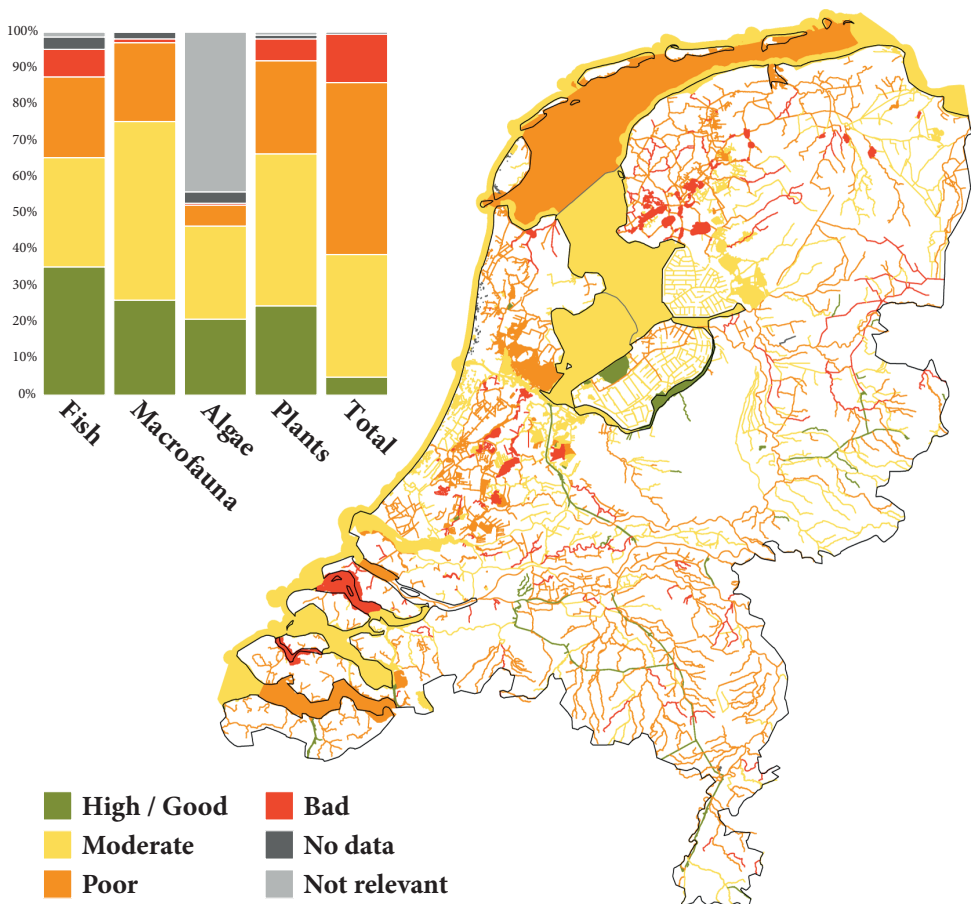 100%
90%
80%
70%
60%
50%
40%
30%
20%
10%
0%
Fish
Macrofauna
Algae
Plants
Total
High / Good
Moderate
Poor
Bad
No data
Not relevant